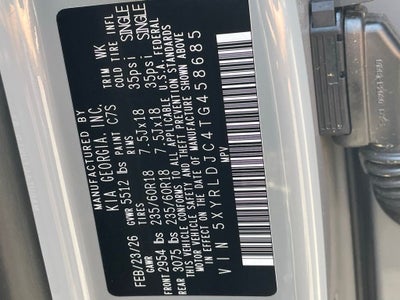 MANUFACTURED BY
KIA GEORGIA, INC.
FEB/23/26 PAINT C7S TRIM WK
GVWR 5512 lbs
GAWR TIRES RIMS COLD TIRE INFL
FRONT 2954 lbs 235/60R18 7.5Jx18 35psi SINGLE
REAR 3075 lbs 235/60R18 7.5Jx18 35psi SINGLE
THIS VEHICLE CONFORMS TO ALL APPLICABLE U.S.A. FEDERAL
MOTOR VEHICLE SAFETY AND THEFT PREVENTION STANDARDS
IN EFFECT ON THE DATE OF MANUFACTURE SHOWN ABOVE
MPV
VIN 5XYRLDJC4TG458685